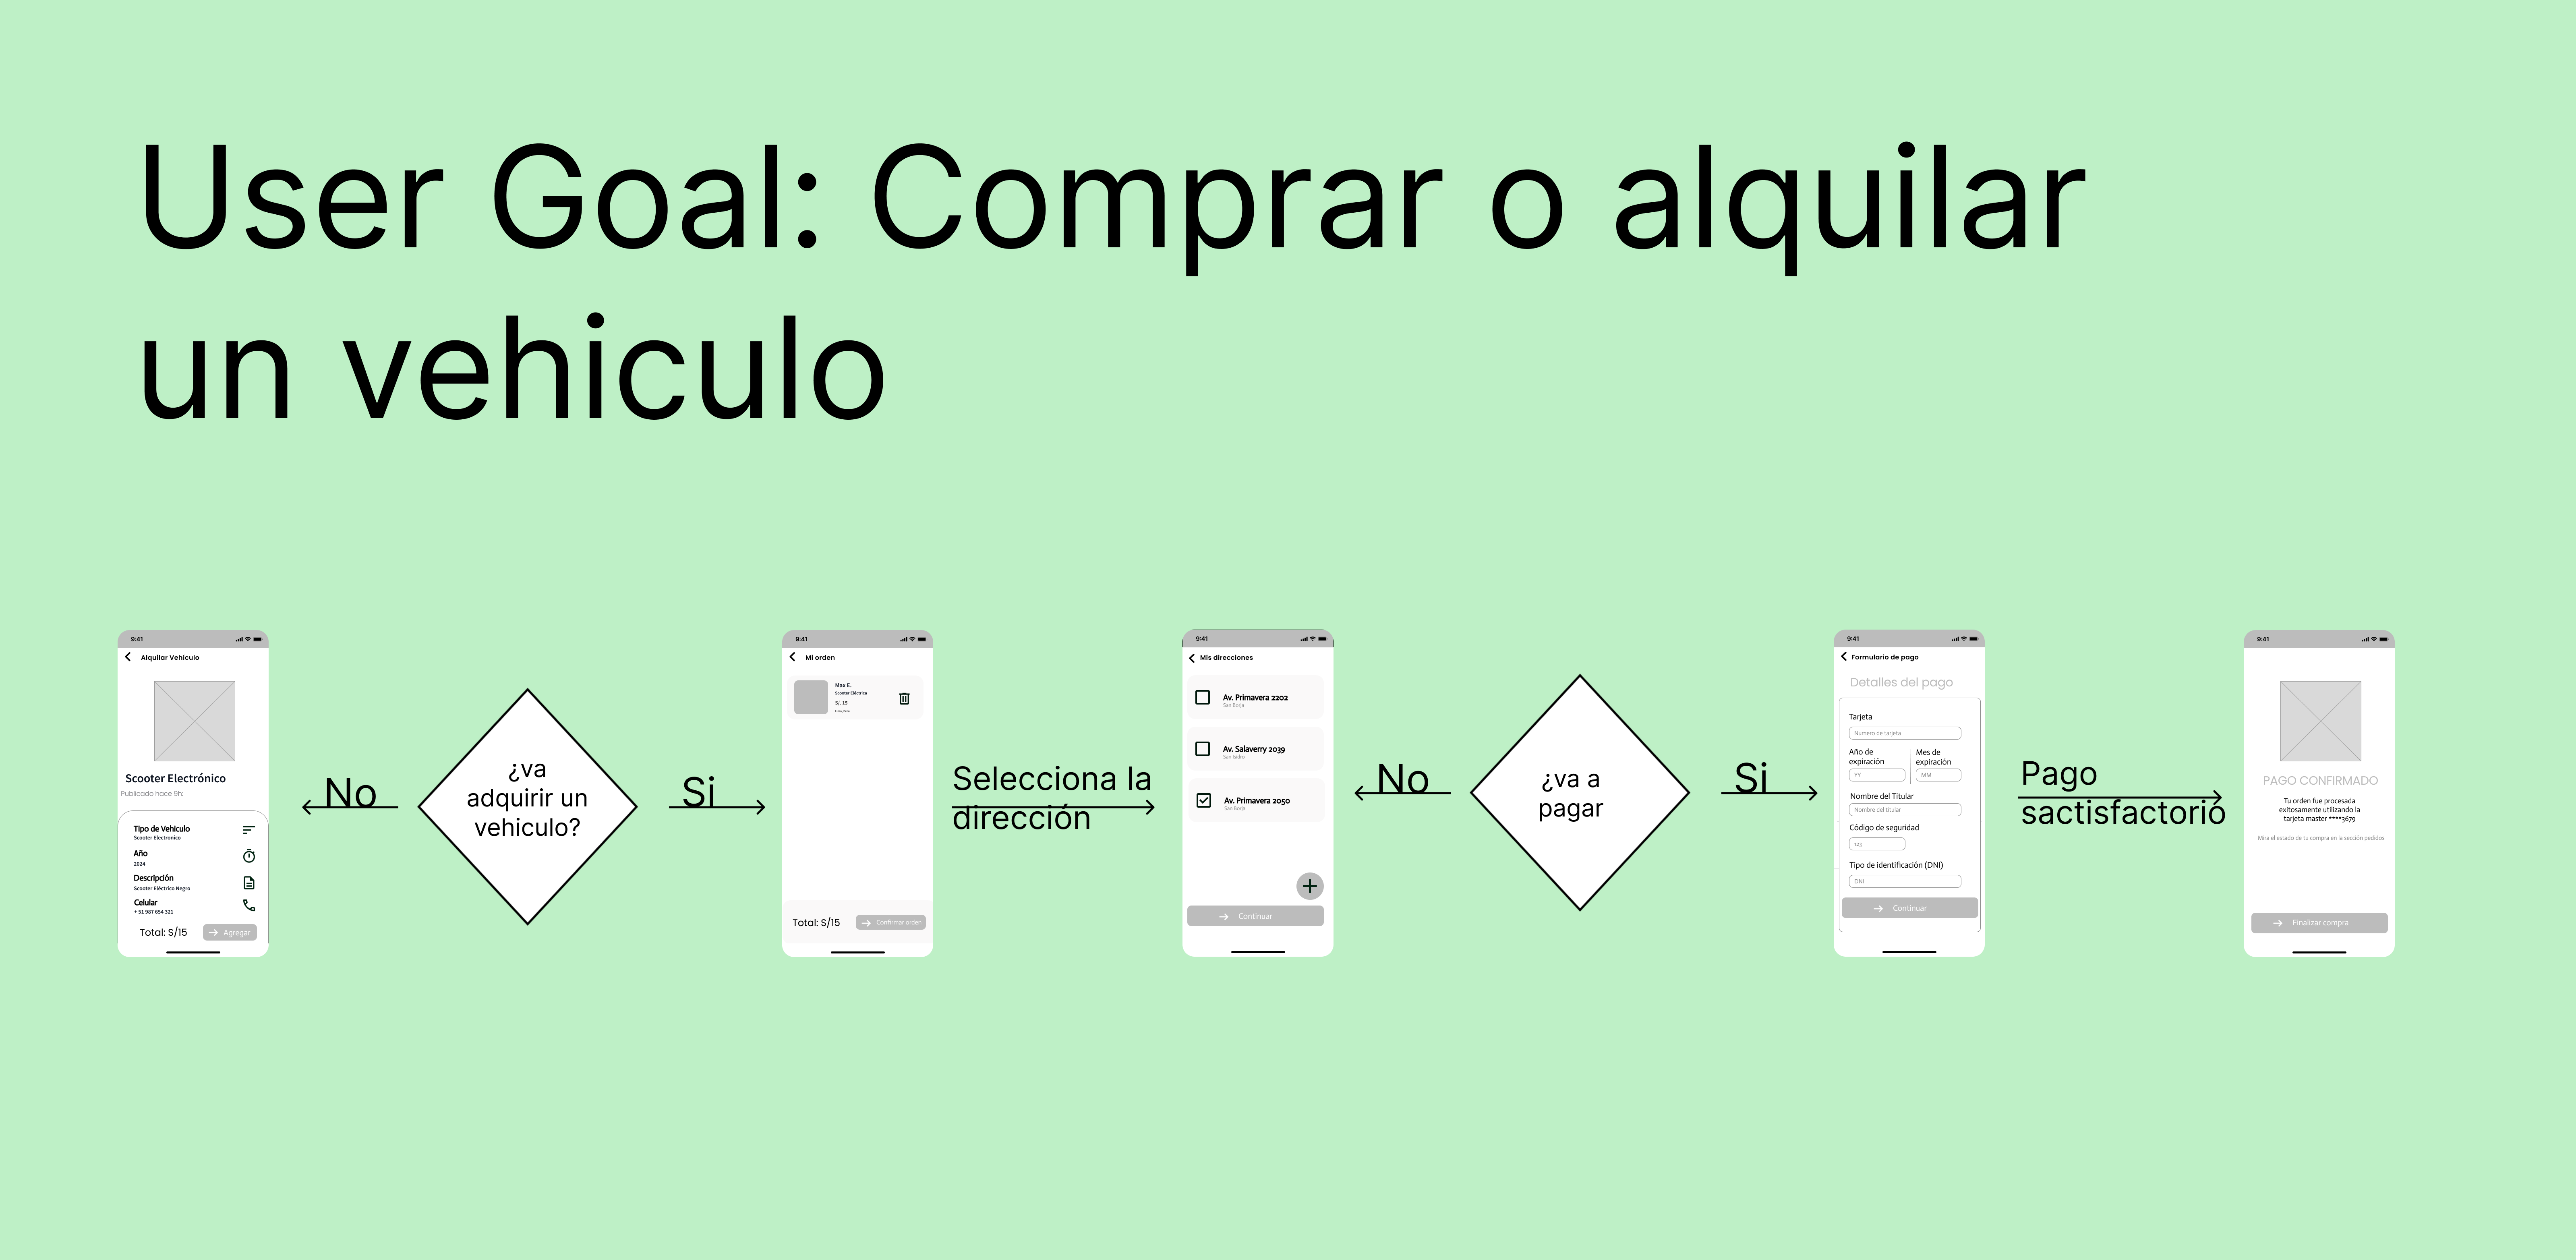 User Goal: Comprar o alquilar
un vehiculo
9:41
Alquilar Vehículo
Scooter Electrónico
Publicado hace 9h:
Tipo de Vehiculo
Scooter Electronico
Año
2024
Descripción
Scooter Eléctrico Negro
Celular
+ 51 987 654 321
Total: S/15
Agregar
No
¿va
adquirir un
vehiculo?
Si
9:41
Mi orden
Max E.
Scooter Eléctrica
S/. 15
Lima, Peru
Total: S/15
Confirmar orden
Selecciona la
dirección
9:41
Mis direcciones
Av. Primavera 2202
San Borja
Av. Salaverry 2039
San Isidro
Av. Primavera 2050
San Borja
Continuar
No
¿va a
pagar
Si
9:41
Formulario de pago
Detalles del pago
Tarjeta
Numero de tarjeta
Año de
expiración
Mes de
expiración
YY
MM
Nombre del Titular
Nombre del titular
Código de seguridad
123
Tipo de identificación (DNI)
DNI
Continuar
Pago
sactisfactorio
9:41
PAGO CONFIRMADO
Tu orden fue procesada
exitosamente utilizando la
tarjeta master ****3679
Mira el estado de tu compra en la sección pedidos
Finalizar compra